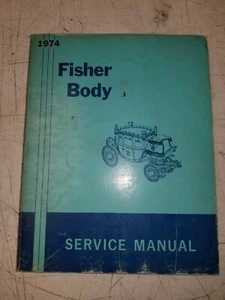 1974
Fisher
Body
SERVICE MANUAL